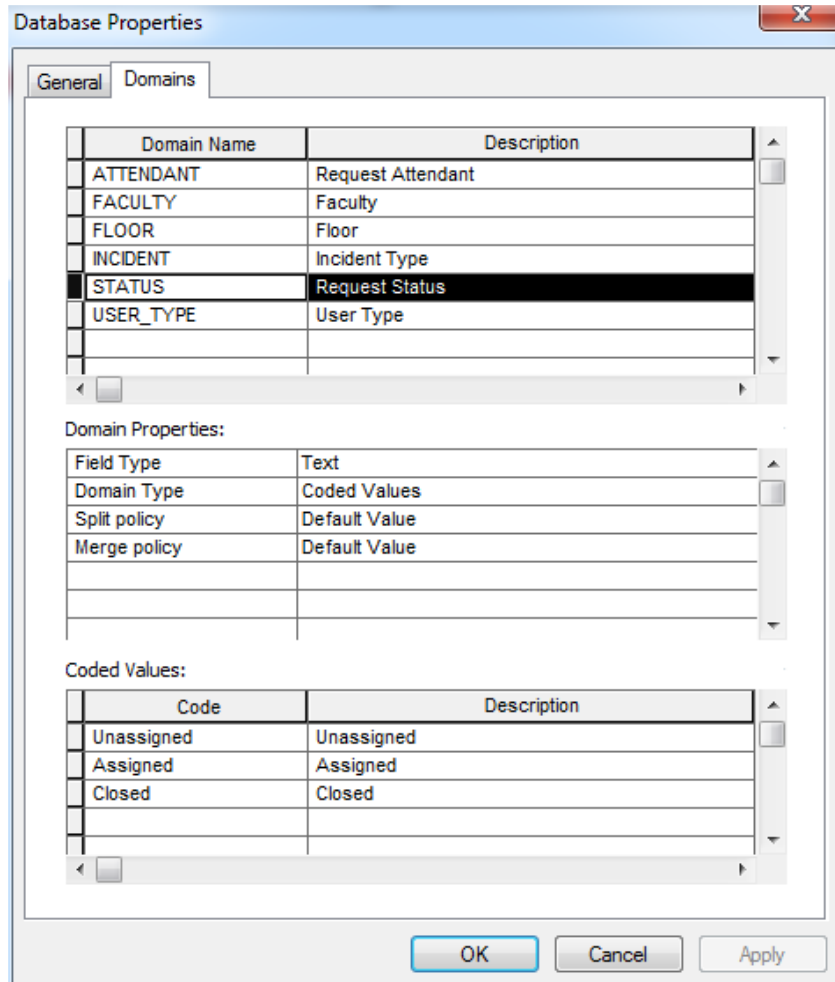 Database Properties
General Domains
Domain Name Description
ATTENDANT Request Attendant
FACULTY Faculty
FLOOR Floor
INCIDENT Incident Type
STATUS Request Status
USER_TYPE User Type
Domain Properties:
Field Type Text
Domain Type Coded Values
Split policy Default Value
Merge policy Default Value
Coded Values:
Code Description
Unassigned Unassigned
Assigned Assigned
Closed Closed
OK Cancel Apply